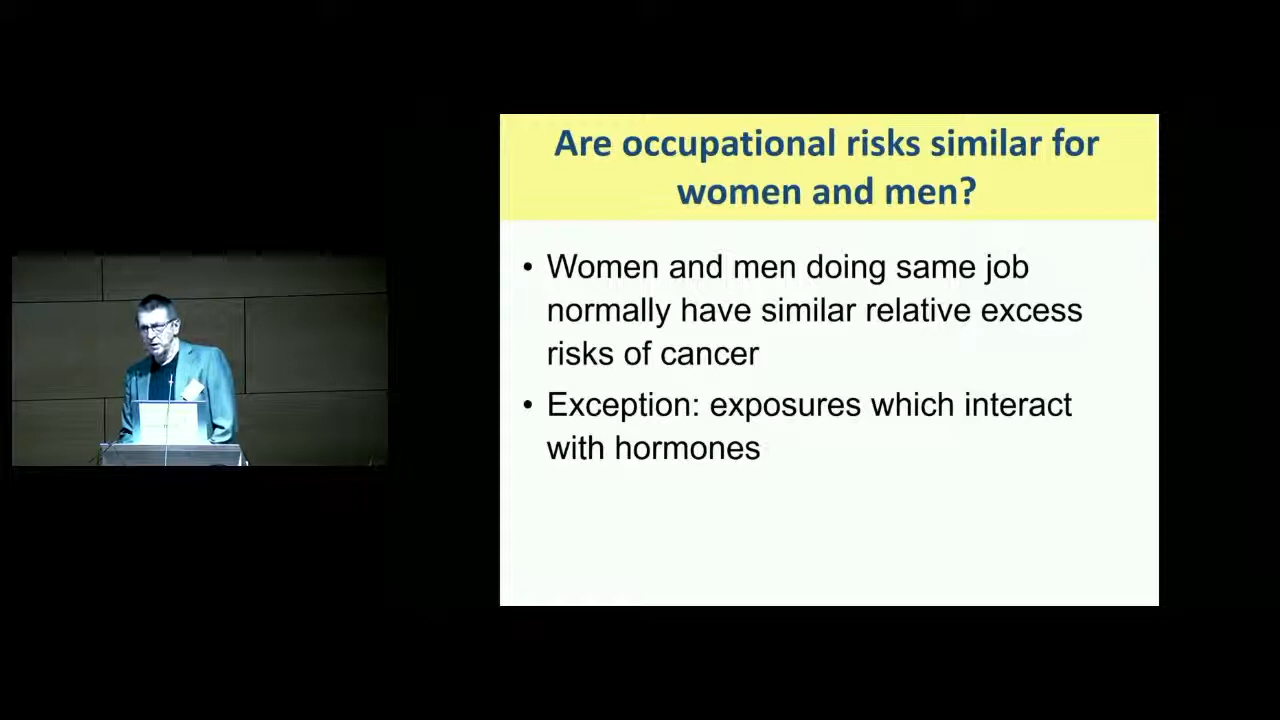 Are occupational risks similar for
women and men?
• Women and men doing same job
normally have similar relative excess
risks of cancer
• Exception: exposures which interact
with hormones